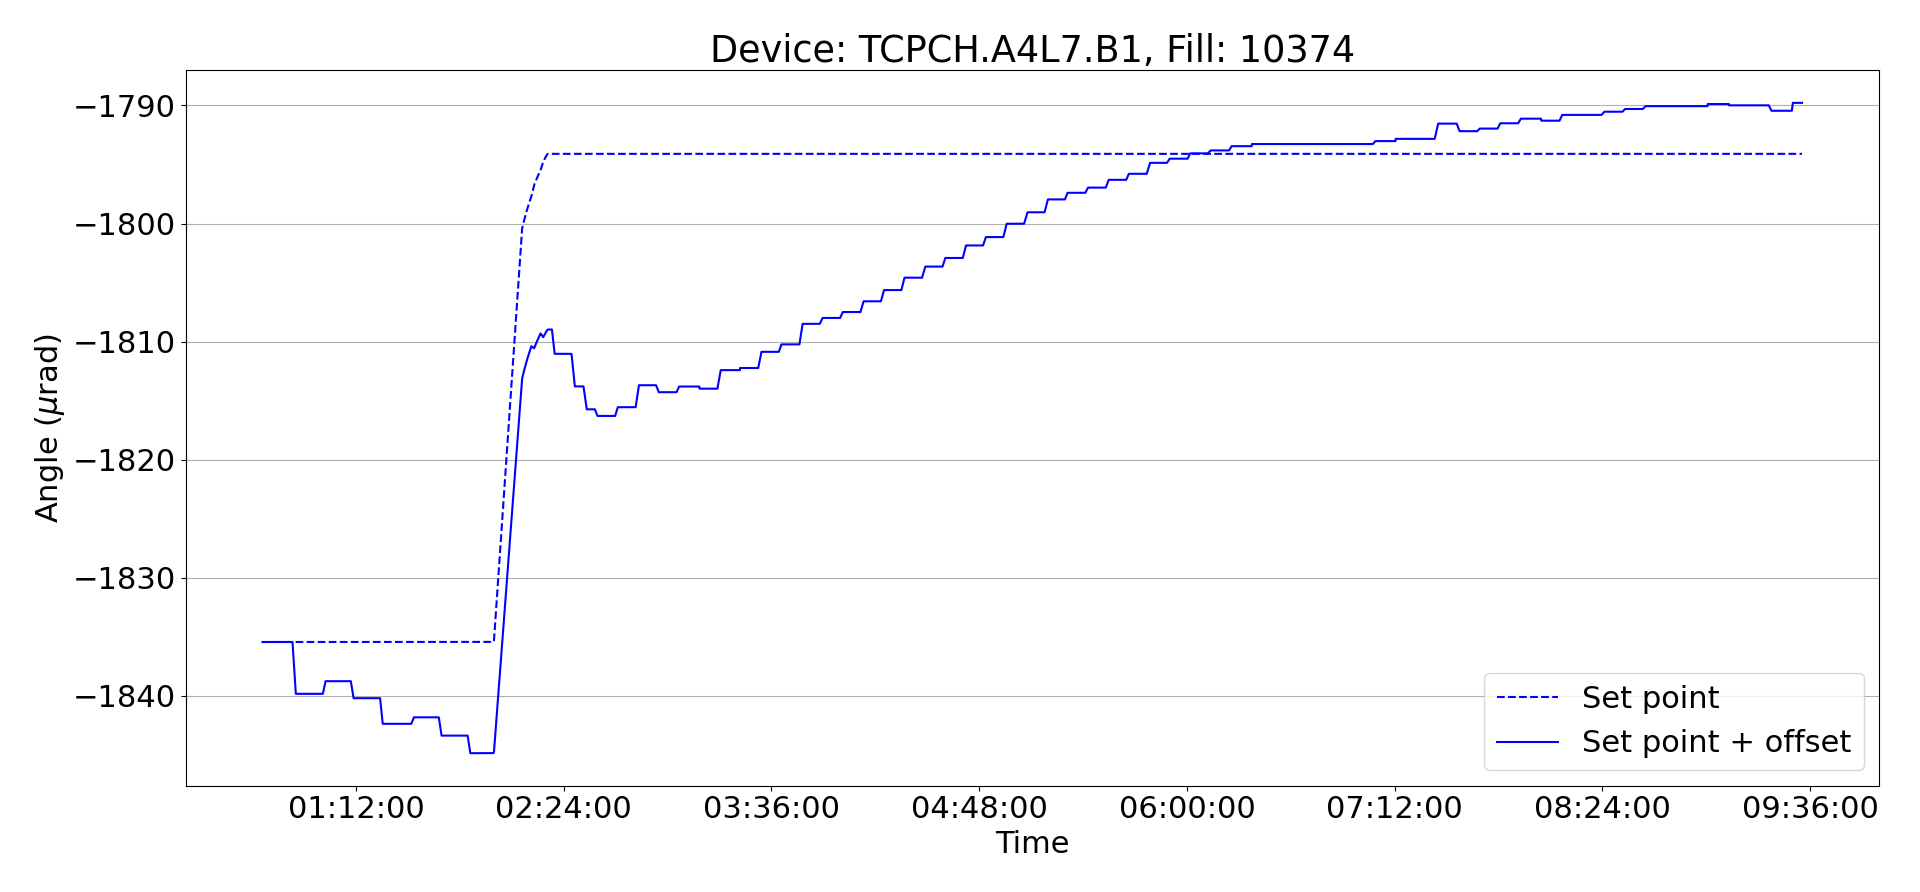 Device: TCPCH.A4L7.B1, Fill: 10374
Angle (μrad)
−1790
−1800
−1810
−1820
−1830
−1840
Set point
Set point + offset
01:12:00 02:24:00 03:36:00 04:48:00 06:00:00 07:12:00 08:24:00 09:36:00
Time